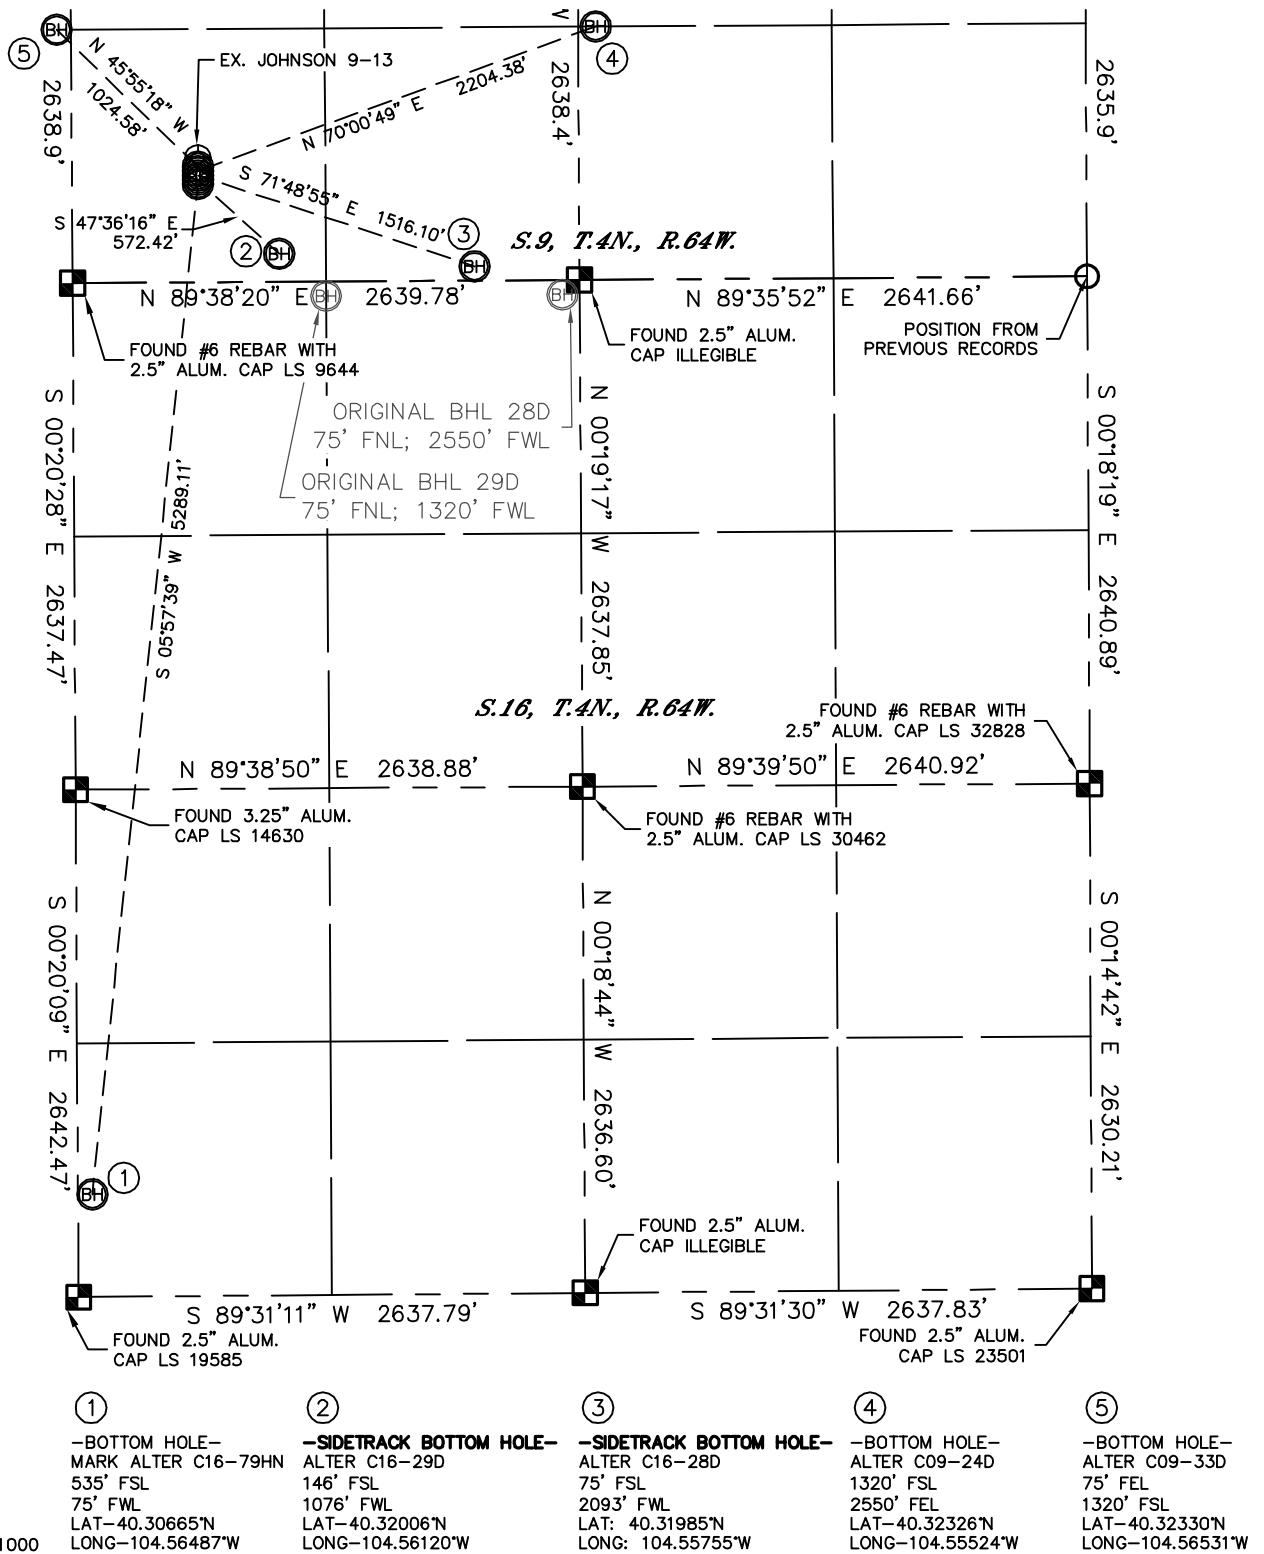 BH
5
EX. JOHNSON 9-13
BH
4
N 45°55'18" W
1024.58'
N 70°00'49" E 2204.38'
2638.9'
2638.4'
2635.9'
S 71°48'55" E 1516.10'
S 47°36'16" E
572.42'
2
BH
3
BH
S.9, T.4N., R.64W.
N 89°38'20" E 2639.78'
BH
BH
N 89°35'52" E 2641.66'
FOUND #6 REBAR WITH
2.5" ALUM. CAP LS 9644
FOUND 2.5" ALUM.
CAP ILLEGIBLE
POSITION FROM
PREVIOUS RECORDS
ORIGINAL BHL 28D
75' FNL; 2550' FWL
ORIGINAL BHL 29D
75' FNL; 1320' FWL
S 00°20'28" E 2637.47'
S 05°57'39" W 5289.11'
N 00°19'17" W 2637.85'
S 00°18'19" E 2640.89'
S.16, T.4N., R.64W.
FOUND #6 REBAR WITH
2.5" ALUM. CAP LS 32828
N 89°38'50" E 2638.88'
N 89°39'50" E 2640.92'
FOUND 3.25" ALUM.
CAP LS 14630
FOUND #6 REBAR WITH
2.5" ALUM. CAP LS 30462
S 00°20'09" E 2642.47'
N 00°18'44" W 2636.60'
S 00°14'42" E 2630.21'
BH
1
FOUND 2.5" ALUM.
CAP ILLEGIBLE
S 89°31'11" W 2637.79'
S 89°31'30" W 2637.83'
FOUND 2.5" ALUM.
CAP LS 19585
FOUND 2.5" ALUM.
CAP LS 23501
1
-BOTTOM HOLE-
MARK ALTER C16-79HN
535' FSL
75' FWL
LAT-40.30665°N
LONG-104.56487°W
2
-SIDETRACK BOTTOM HOLE-
ALTER C16-29D
146' FSL
1076' FWL
LAT-40.32006°N
LONG-104.56120°W
3
-SIDETRACK BOTTOM HOLE-
ALTER C16-28D
75' FSL
2093' FWL
LAT: 40.31985°N
LONG: 104.55755°W
4
-BOTTOM HOLE-
ALTER C09-24D
1320' FSL
2550' FEL
LAT-40.32326°N
LONG-104.55524°W
5
-BOTTOM HOLE-
ALTER C09-33D
75' FEL
1320' FSL
LAT-40.32330°N
LONG-104.56531°W
1000